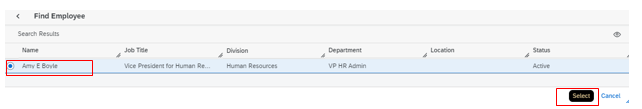 Find Employee
Search Results
Name Job Title Division Department Location Status
Amy E Boyle Vice President for Human Re... Human Resources VP HR Admin Active
Select Cancel